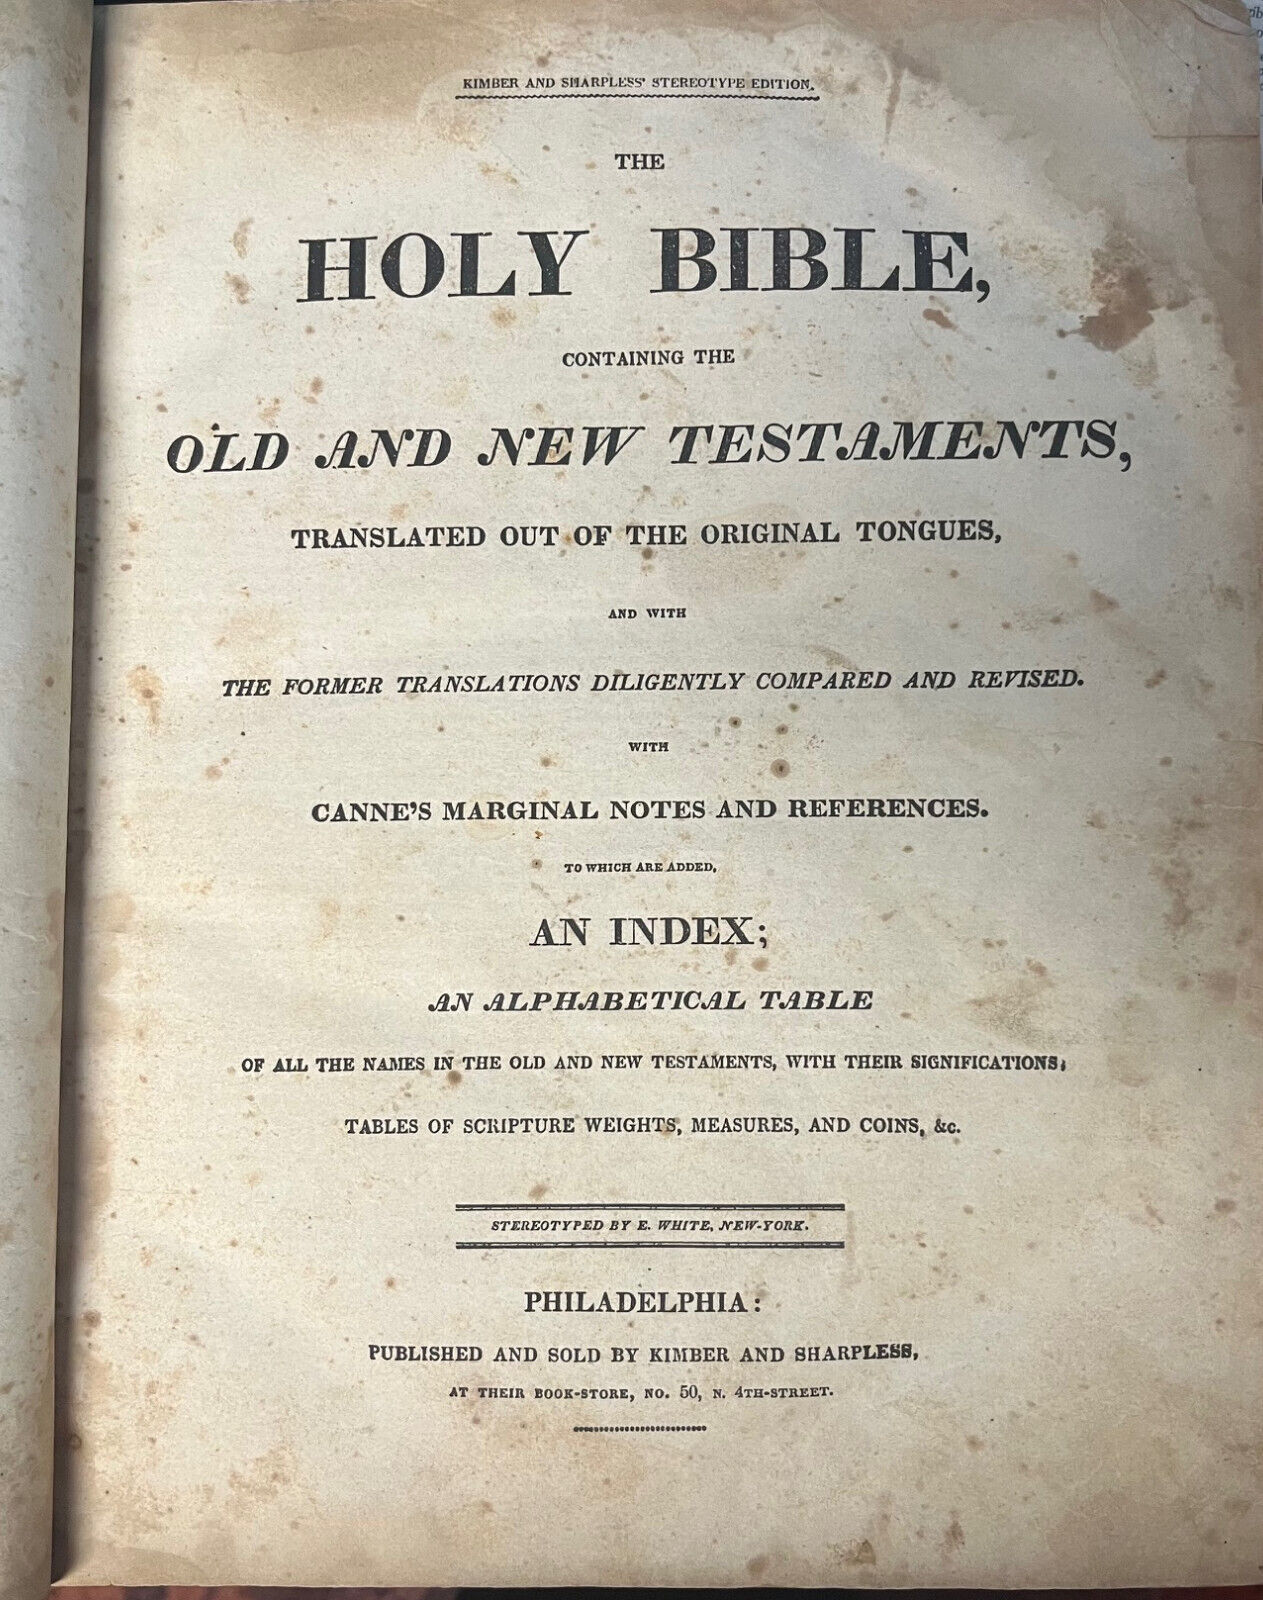 KIMBER AND SHARPLESS' STEREOTYPE EDITION.
THE
HOLY BIBLE,
CONTAINING THE
OLD AND NEW TESTAMENTS,
TRANSLATED OUT OF THE ORIGINAL TONGUES,
AND WITH
THE FORMER TRANSLATIONS DILIGENTLY COMPARED AND REVISED.
WITH
CANNE'S MARGINAL NOTES AND REFERENCES.
TO WHICH ARE ADDED,
AN INDEX;
AN ALPHABETICAL TABLE
OF ALL THE NAMES IN THE OLD AND NEW TESTAMENTS, WITH THEIR SIGNIFICATIONS;
TABLES OF SCRIPTURE WEIGHTS, MEASURES, AND COINS, &c.
STEREOTYPED BY E. WHITE, NEW-YORK.
PHILADELPHIA:
PUBLISHED AND SOLD BY KIMBER AND SHARPLESS,
AT THEIR BOOK-STORE, NO. 50, N. 4TH-STREET.